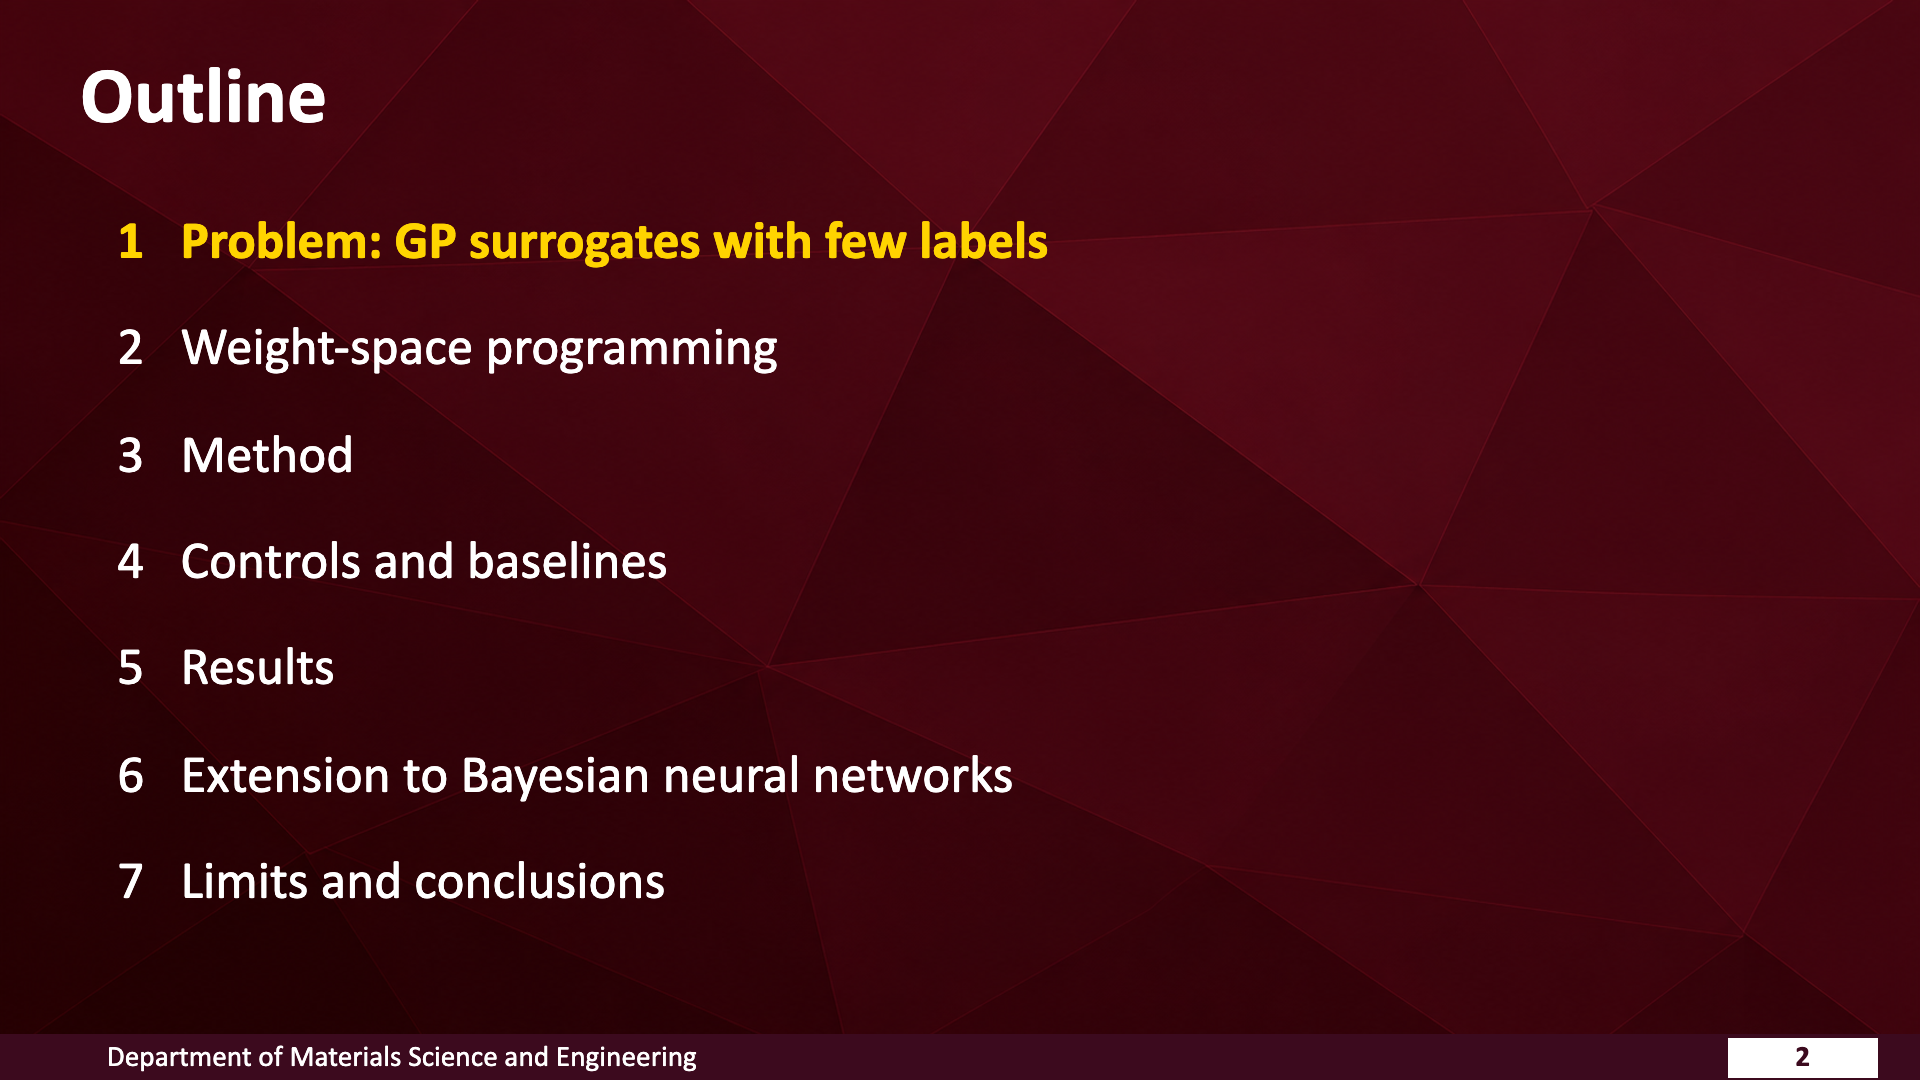 Outline
1 Problem: GP surrogates with few labels
2 Weight-space programming
3 Method
4 Controls and baselines
5 Results
6 Extension to Bayesian neural networks
7 Limits and conclusions
Department of Materials Science and Engineering
2